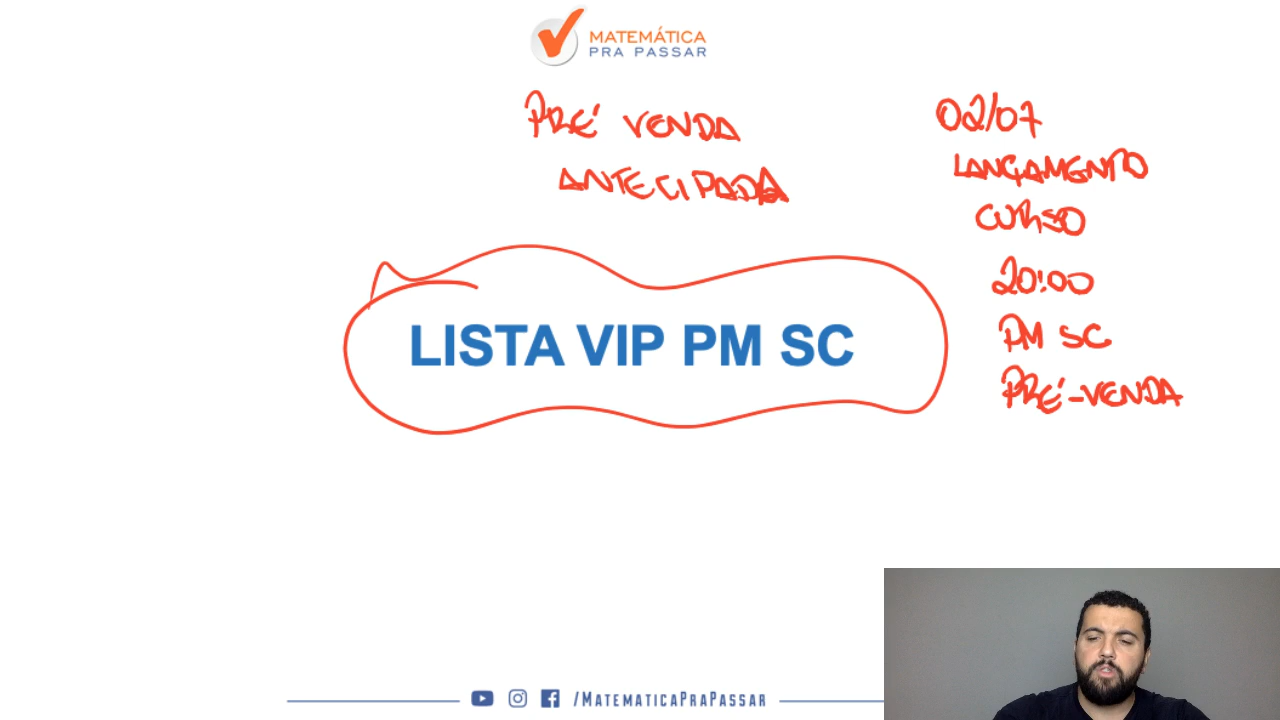 MATEMÁTICA
PRA PASSAR
PRÉ VENDA
ANTECIPADA
02/07
LANÇAMENTO
CURSO
20:00
PM SC
PRÉ-VENDA
LISTA VIP PM SC
/MATEMATICAPRAPASSAR